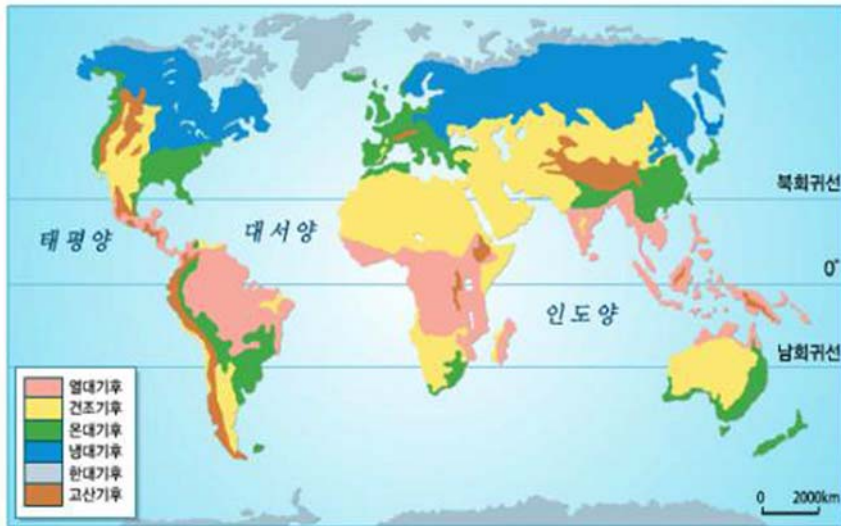 북회귀선
태평양
대서양
0°
인도양
남회귀선
열대기후
건조기후
온대기후
냉대기후
한대기후
고산기후
0 2000km